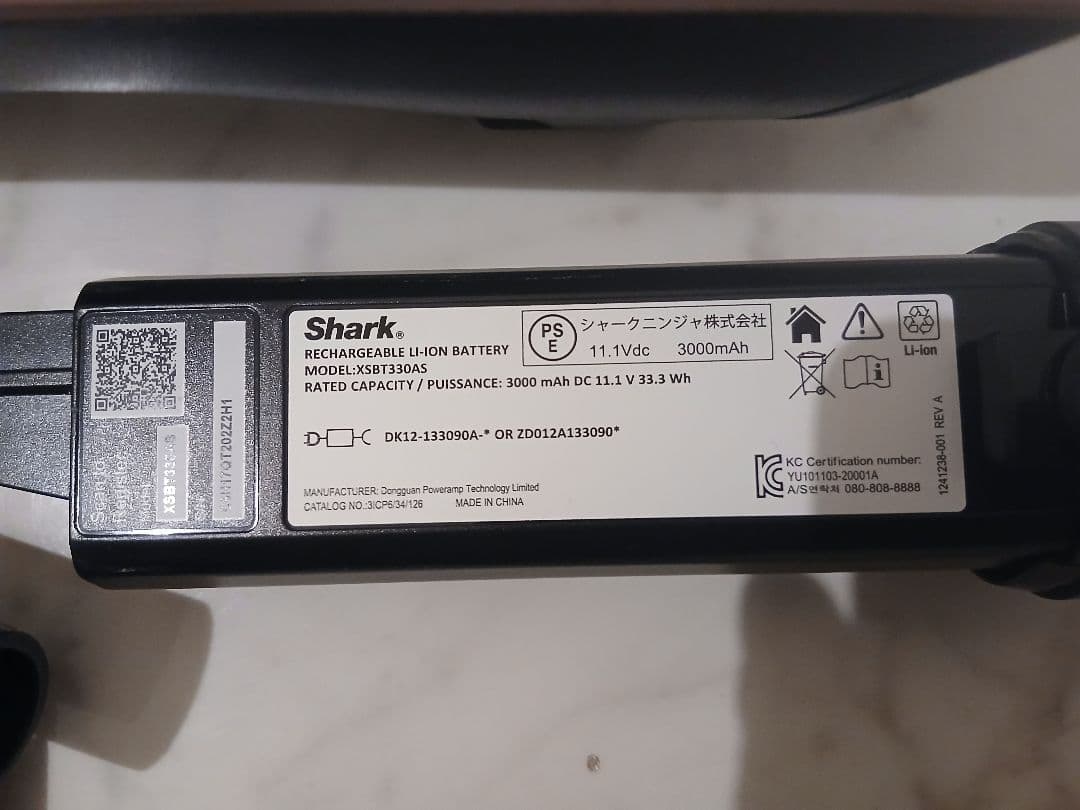 Shark®
RECHARGEABLE LI-ION BATTERY
MODEL:XSBT330AS
RATED CAPACITY / PUISSANCE: 3000 mAh DC 11.1 V 33.3 Wh
PS
E
シャークニンジャ株式会社
11.1Vdc 3000mAh
Li-ion
DK12-133090A-* OR ZD012A133090*
MANUFACTURER: Dongguan Poweramp Technology Limited
CATALOG NO.:3ICP6/34/126 MADE IN CHINA
KC Certification number:
YU101103-20001A
A/S연락처 080-808-8888
1241238-001 REV A